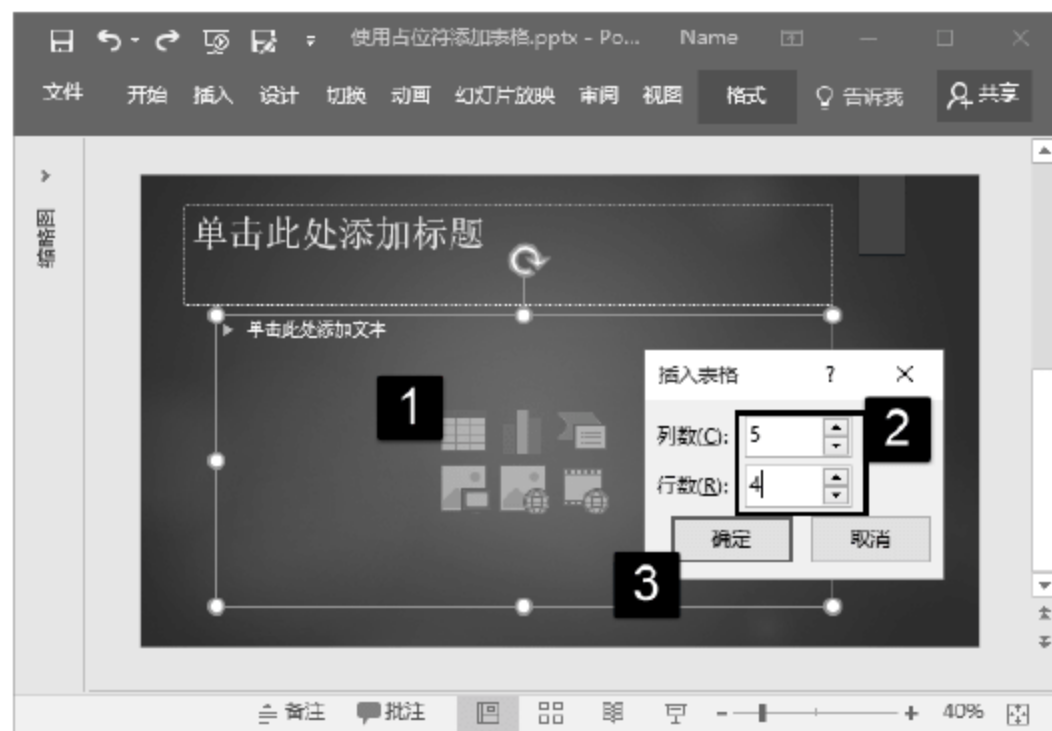 使用占位符添加表格.pptx - Po... Name
文件 开始 插入 设计 切换 动画 幻灯片放映 审阅 视图 格式 告诉我 共享
缩略图
单击此处添加标题
单击此处添加文本
1
插入表格 ? ×
列数(C): 5
2
行数(R): 4
确定 取消
3
备注 批注 40%